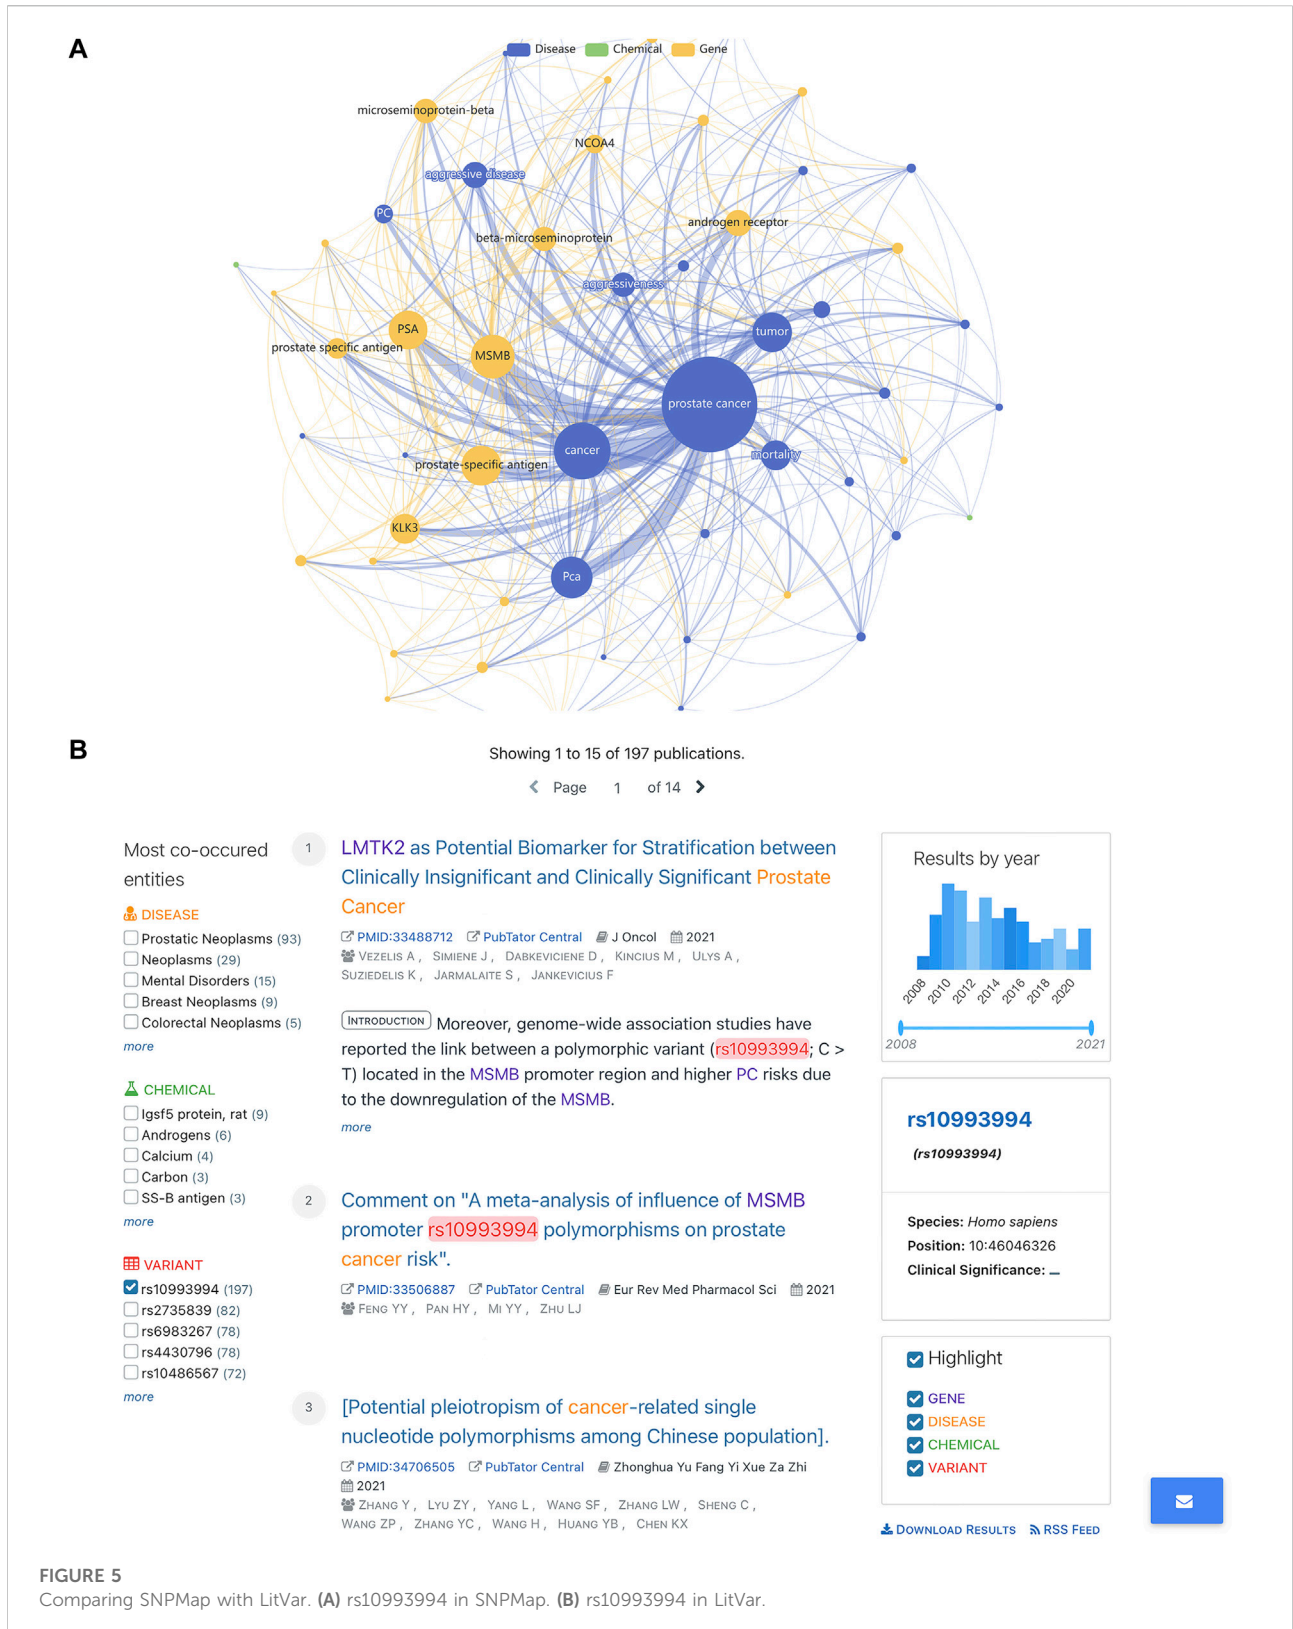 A
Disease Chemical Gene
microseminoprotein-beta
NCOA4
aggressive disease
PC
androgen receptor
beta-microseminoprotein
aggressiveness
PSA
tumor
prostate specific antigen
MSMB
prostate cancer
cancer
mortality
prostate-specific antigen
KLK3
Pca
B
Showing 1 to 15 of 197 publications.
Page 1 of 14
Most co-occured
entities
DISEASE
Prostatic Neoplasms (93)
Neoplasms (29)
Mental Disorders (15)
Breast Neoplasms (9)
Colorectal Neoplasms (5)
more
CHEMICAL
Igsf5 protein, rat (9)
Androgens (6)
Calcium (4)
Carbon (3)
SS-B antigen (3)
more
VARIANT
rs10993994 (197)
rs2735839 (82)
rs6983267 (78)
rs4430796 (78)
rs10486567 (72)
more
1
LMTK2 as Potential Biomarker for Stratification between
Clinically Insignificant and Clinically Significant Prostate
Cancer
PMID:33488712 PubTator Central J Oncol 2021
VEZELIS A , SIMIENE J , DABKEVICIENE D , KINCIUS M , ULYS A ,
SUZIEDELIS K , JARMALAITE S , JANKEVICIUS F
INTRODUCTION Moreover, genome-wide association studies have
reported the link between a polymorphic variant (rs10993994; C >
T) located in the MSMB promoter region and higher PC risks due
to the downregulation of the MSMB.
more
2
Comment on "A meta-analysis of influence of MSMB
promoter rs10993994 polymorphisms on prostate
cancer risk".
PMID:33506887 PubTator Central Eur Rev Med Pharmacol Sci 2021
FENG YY , PAN HY , MI YY , ZHU LJ
3
[Potential pleiotropism of cancer-related single
nucleotide polymorphisms among Chinese population].
PMID:34706505 PubTator Central Zhonghua Yu Fang Yi Xue Za Zhi
2021
ZHANG Y , LYU ZY , YANG L , WANG SF , ZHANG LW , SHENG C ,
WANG ZP , ZHANG YC , WANG H , HUANG YB , CHEN KX
Results by year
2008 2010 2012 2014 2016 2018 2020
2008 2021
rs10993994
(rs10993994)
Species: Homo sapiens
Position: 10:46046326
Clinical Significance: _
Highlight
GENE
DISEASE
CHEMICAL
VARIANT
DOWNLOAD RESULTS RSS FEED
FIGURE 5
Comparing SNPMap with LitVar. (A) rs10993994 in SNPMap. (B) rs10993994 in LitVar.